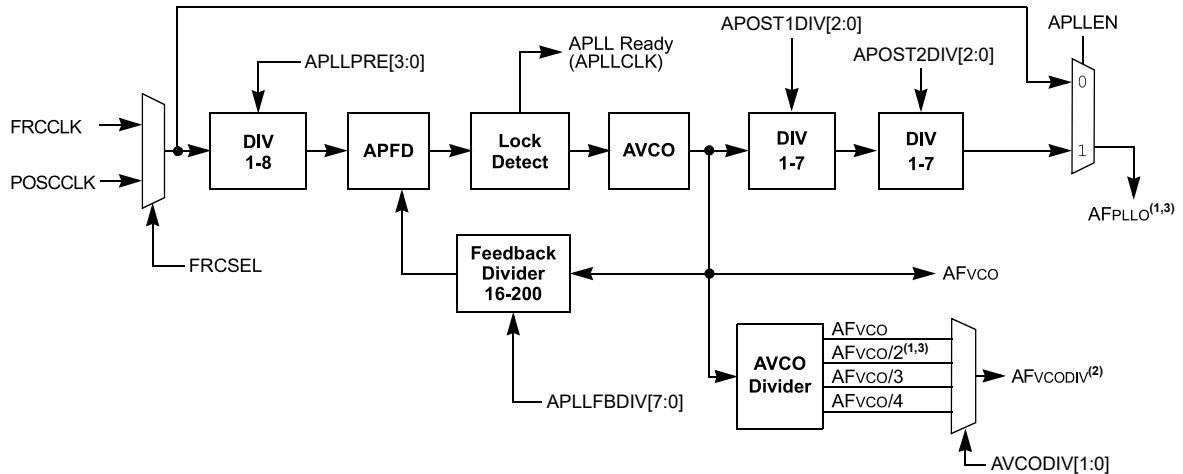 APLLPRE[3:0]
APLL Ready
(APLLCLK)
APOST1DIV[2:0]
APOST2DIV[2:0]
APLLEN
FRCCLK
POSCCLK
FRCSEL
DIV
1-8
APFD
Lock
Detect
AVCO
DIV
1-7
DIV
1-7
0
1
AFPLLO(1,3)
Feedback
Divider
16-200
APLLFBDIV[7:0]
AFVCO
AVCO
Divider
AFVCO
AFVCO/2(1,3)
AFVCO/3
AFVCO/4
AFVCODIV(2)
AVCODIV[1:0]